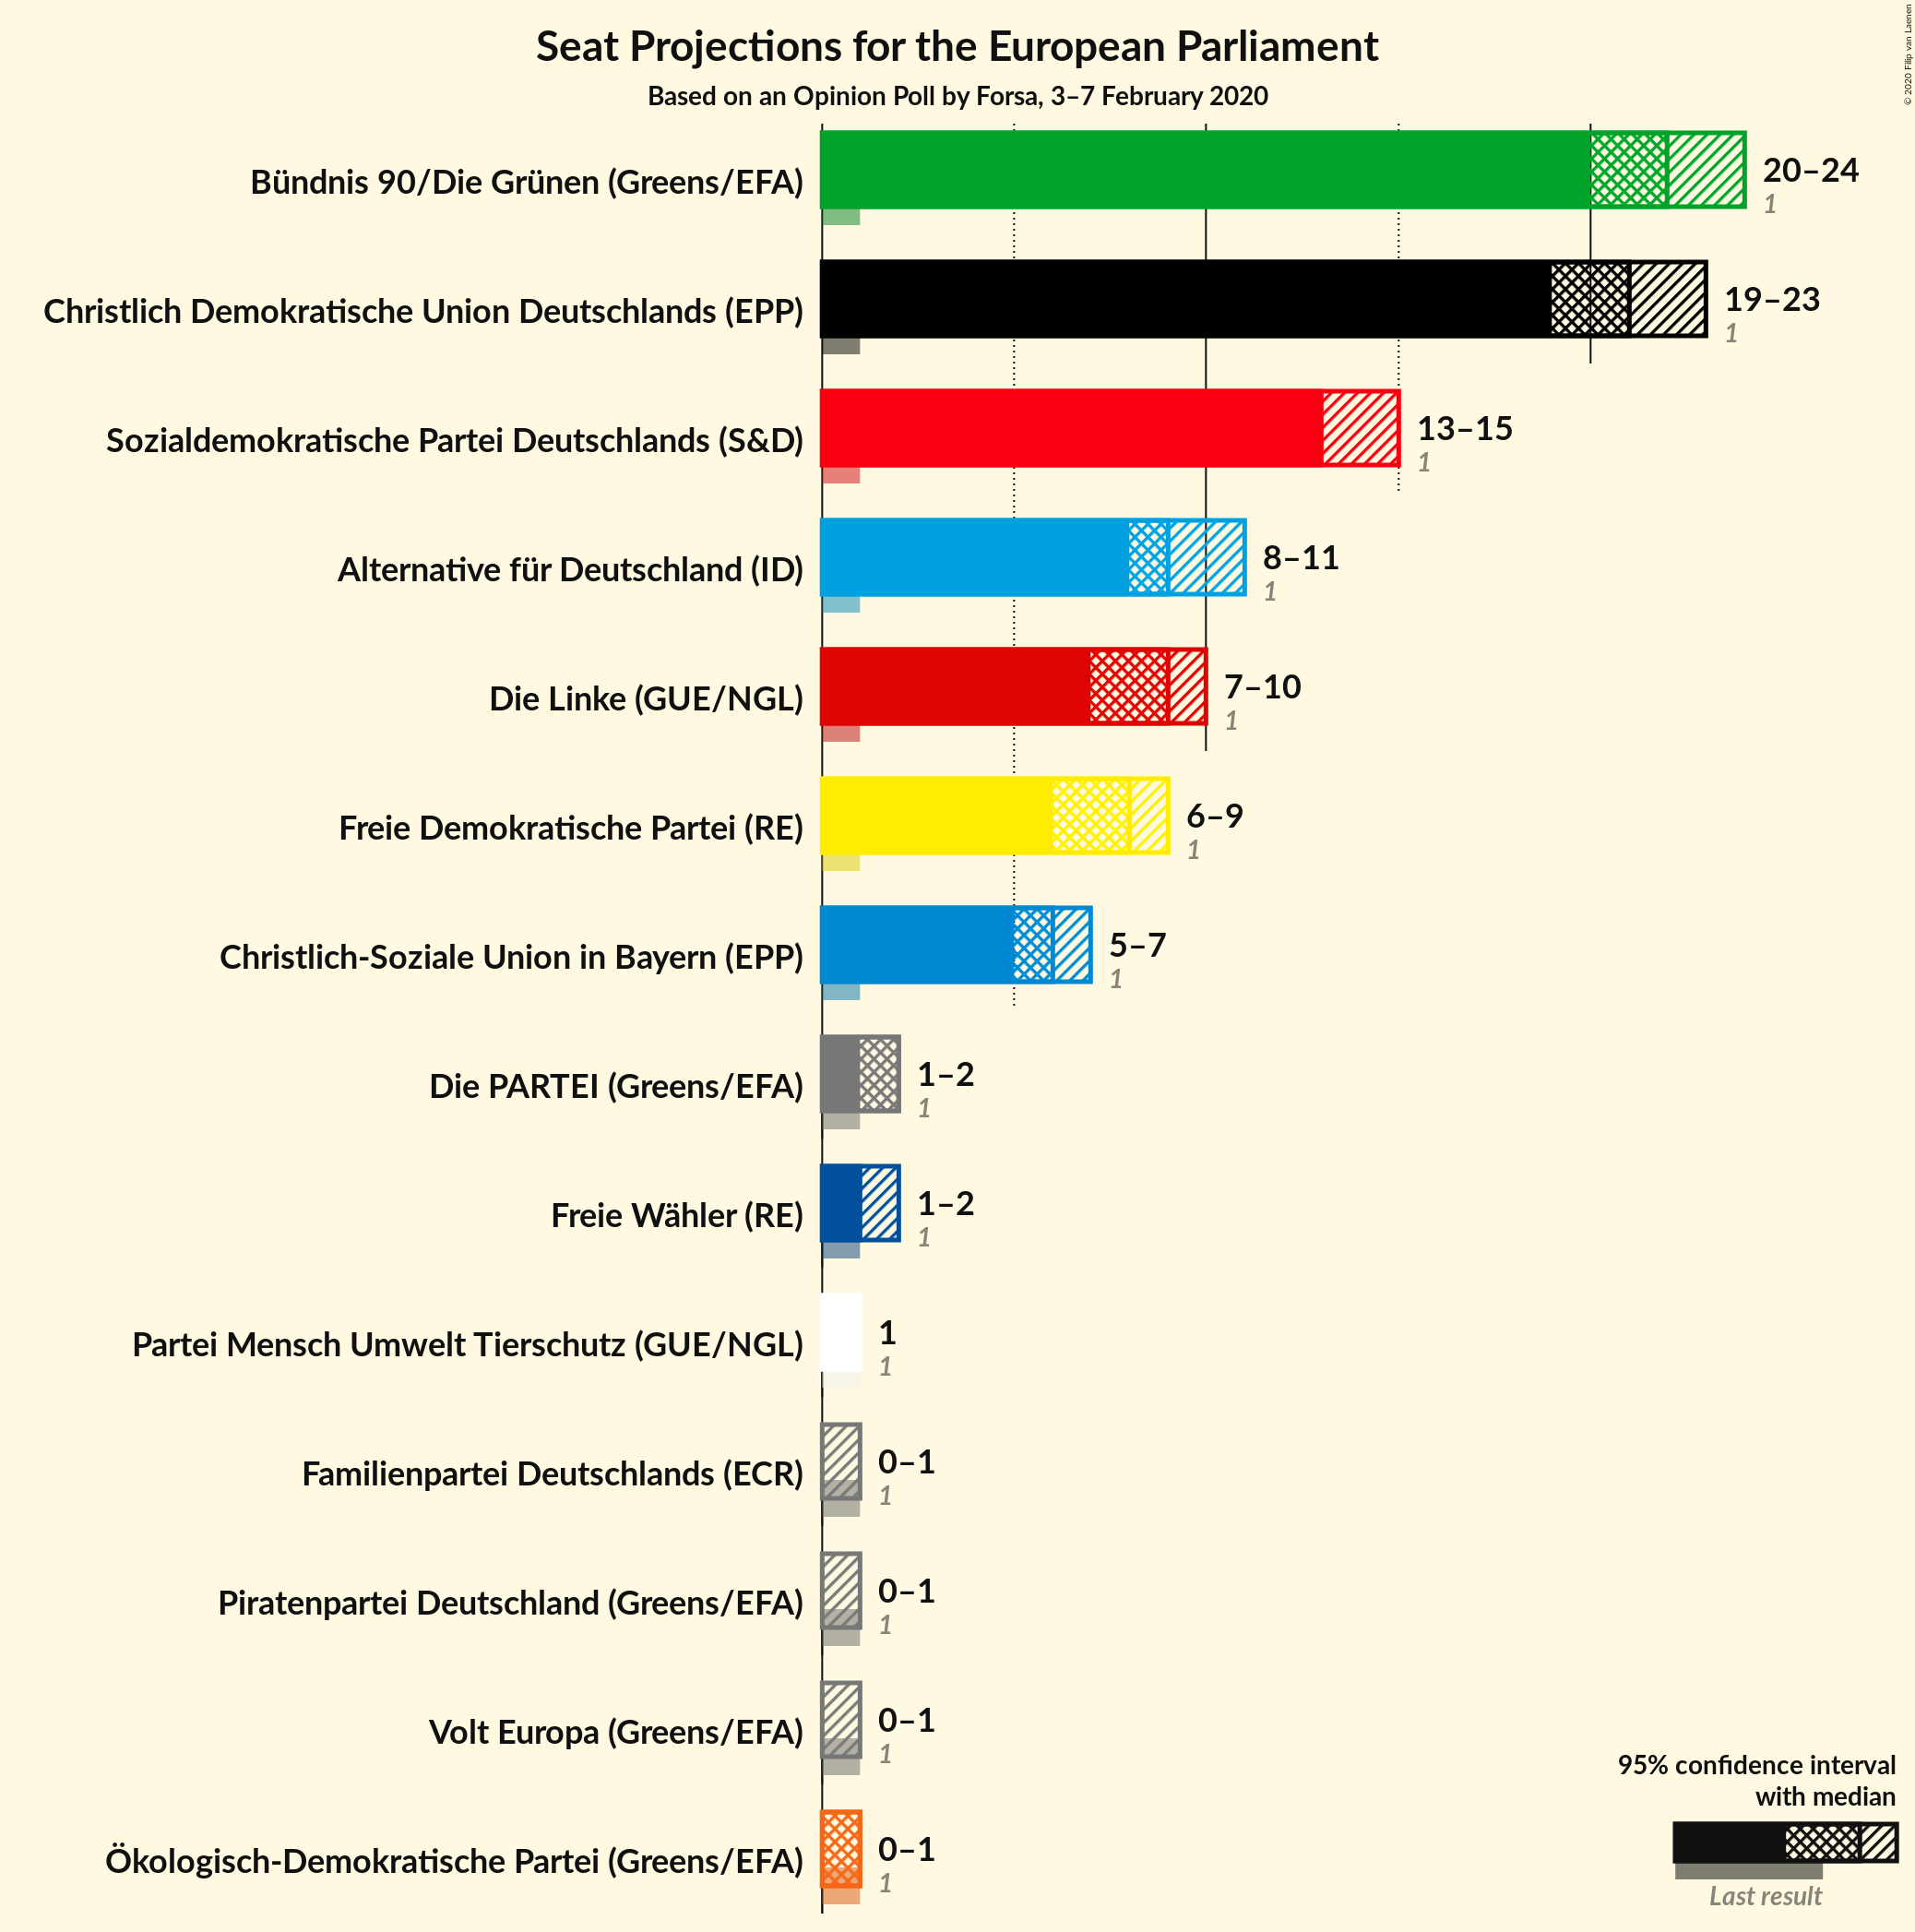 Seat Projections for the European Parliament
Based on an Opinion Poll by Forsa, 3–7 February 2020
© 2020 Filip van Laenen
Bündnis 90/Die Grünen (Greens/EFA)
20–24
1
Christlich Demokratische Union Deutschlands (EPP)
19–23
1
Sozialdemokratische Partei Deutschlands (S&D)
13–15
1
Alternative für Deutschland (ID)
8–11
1
Die Linke (GUE/NGL)
7–10
1
Freie Demokratische Partei (RE)
6–9
1
Christlich-Soziale Union in Bayern (EPP)
5–7
1
Die PARTEI (Greens/EFA)
1–2
1
Freie Wähler (RE)
1–2
1
Partei Mensch Umwelt Tierschutz (GUE/NGL)
1
1
Familienpartei Deutschlands (ECR)
0–1
1
Piratenpartei Deutschland (Greens/EFA)
0–1
1
Volt Europa (Greens/EFA)
0–1
1
Ökologisch-Demokratische Partei (Greens/EFA)
0–1
1
95% confidence interval
with median
Last result